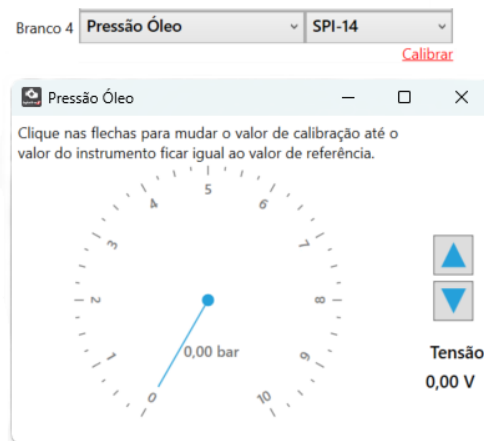 Branco 4 Pressão Óleo SPI-14
Calibrar
Pressão Óleo
Clique nas flechas para mudar o valor de calibração até o
valor do instrumento ficar igual ao valor de referência.
0 1 2 3 4 5 6 7 8 9 10
0,00 bar
Tensão
0,00 V